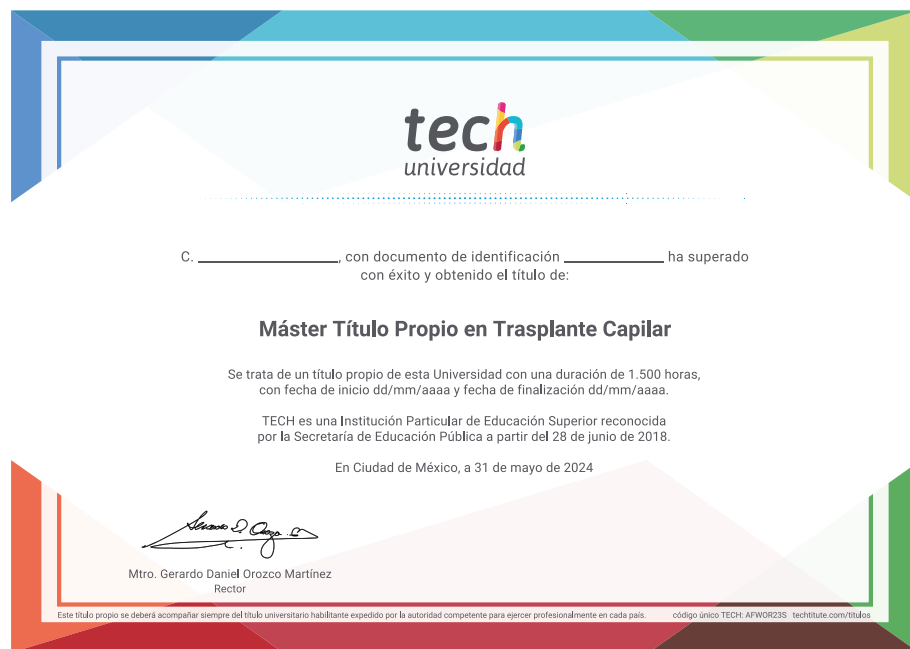 tech
universidad
C. ____________, con documento de identificación ____________ ha superado
con éxito y obtenido el título de:
Máster Título Propio en Trasplante Capilar
Se trata de un título propio de esta Universidad con una duración de 1.500 horas,
con fecha de inicio dd/mm/aaaa y fecha de finalización dd/mm/aaaa.
TECH es una Institución Particular de Educación Superior reconocida
por la Secretaría de Educación Pública a partir del 28 de junio de 2018.
En Ciudad de México, a 31 de mayo de 2024
Mtro. Gerardo Daniel Orozco Martínez
Rector
Este título propio se deberá acompañar siempre del título universitario habilitante expedido por la autoridad competente para ejercer profesionalmente en cada país. código único TECH: AFWOR23S techtitute.com/titulos